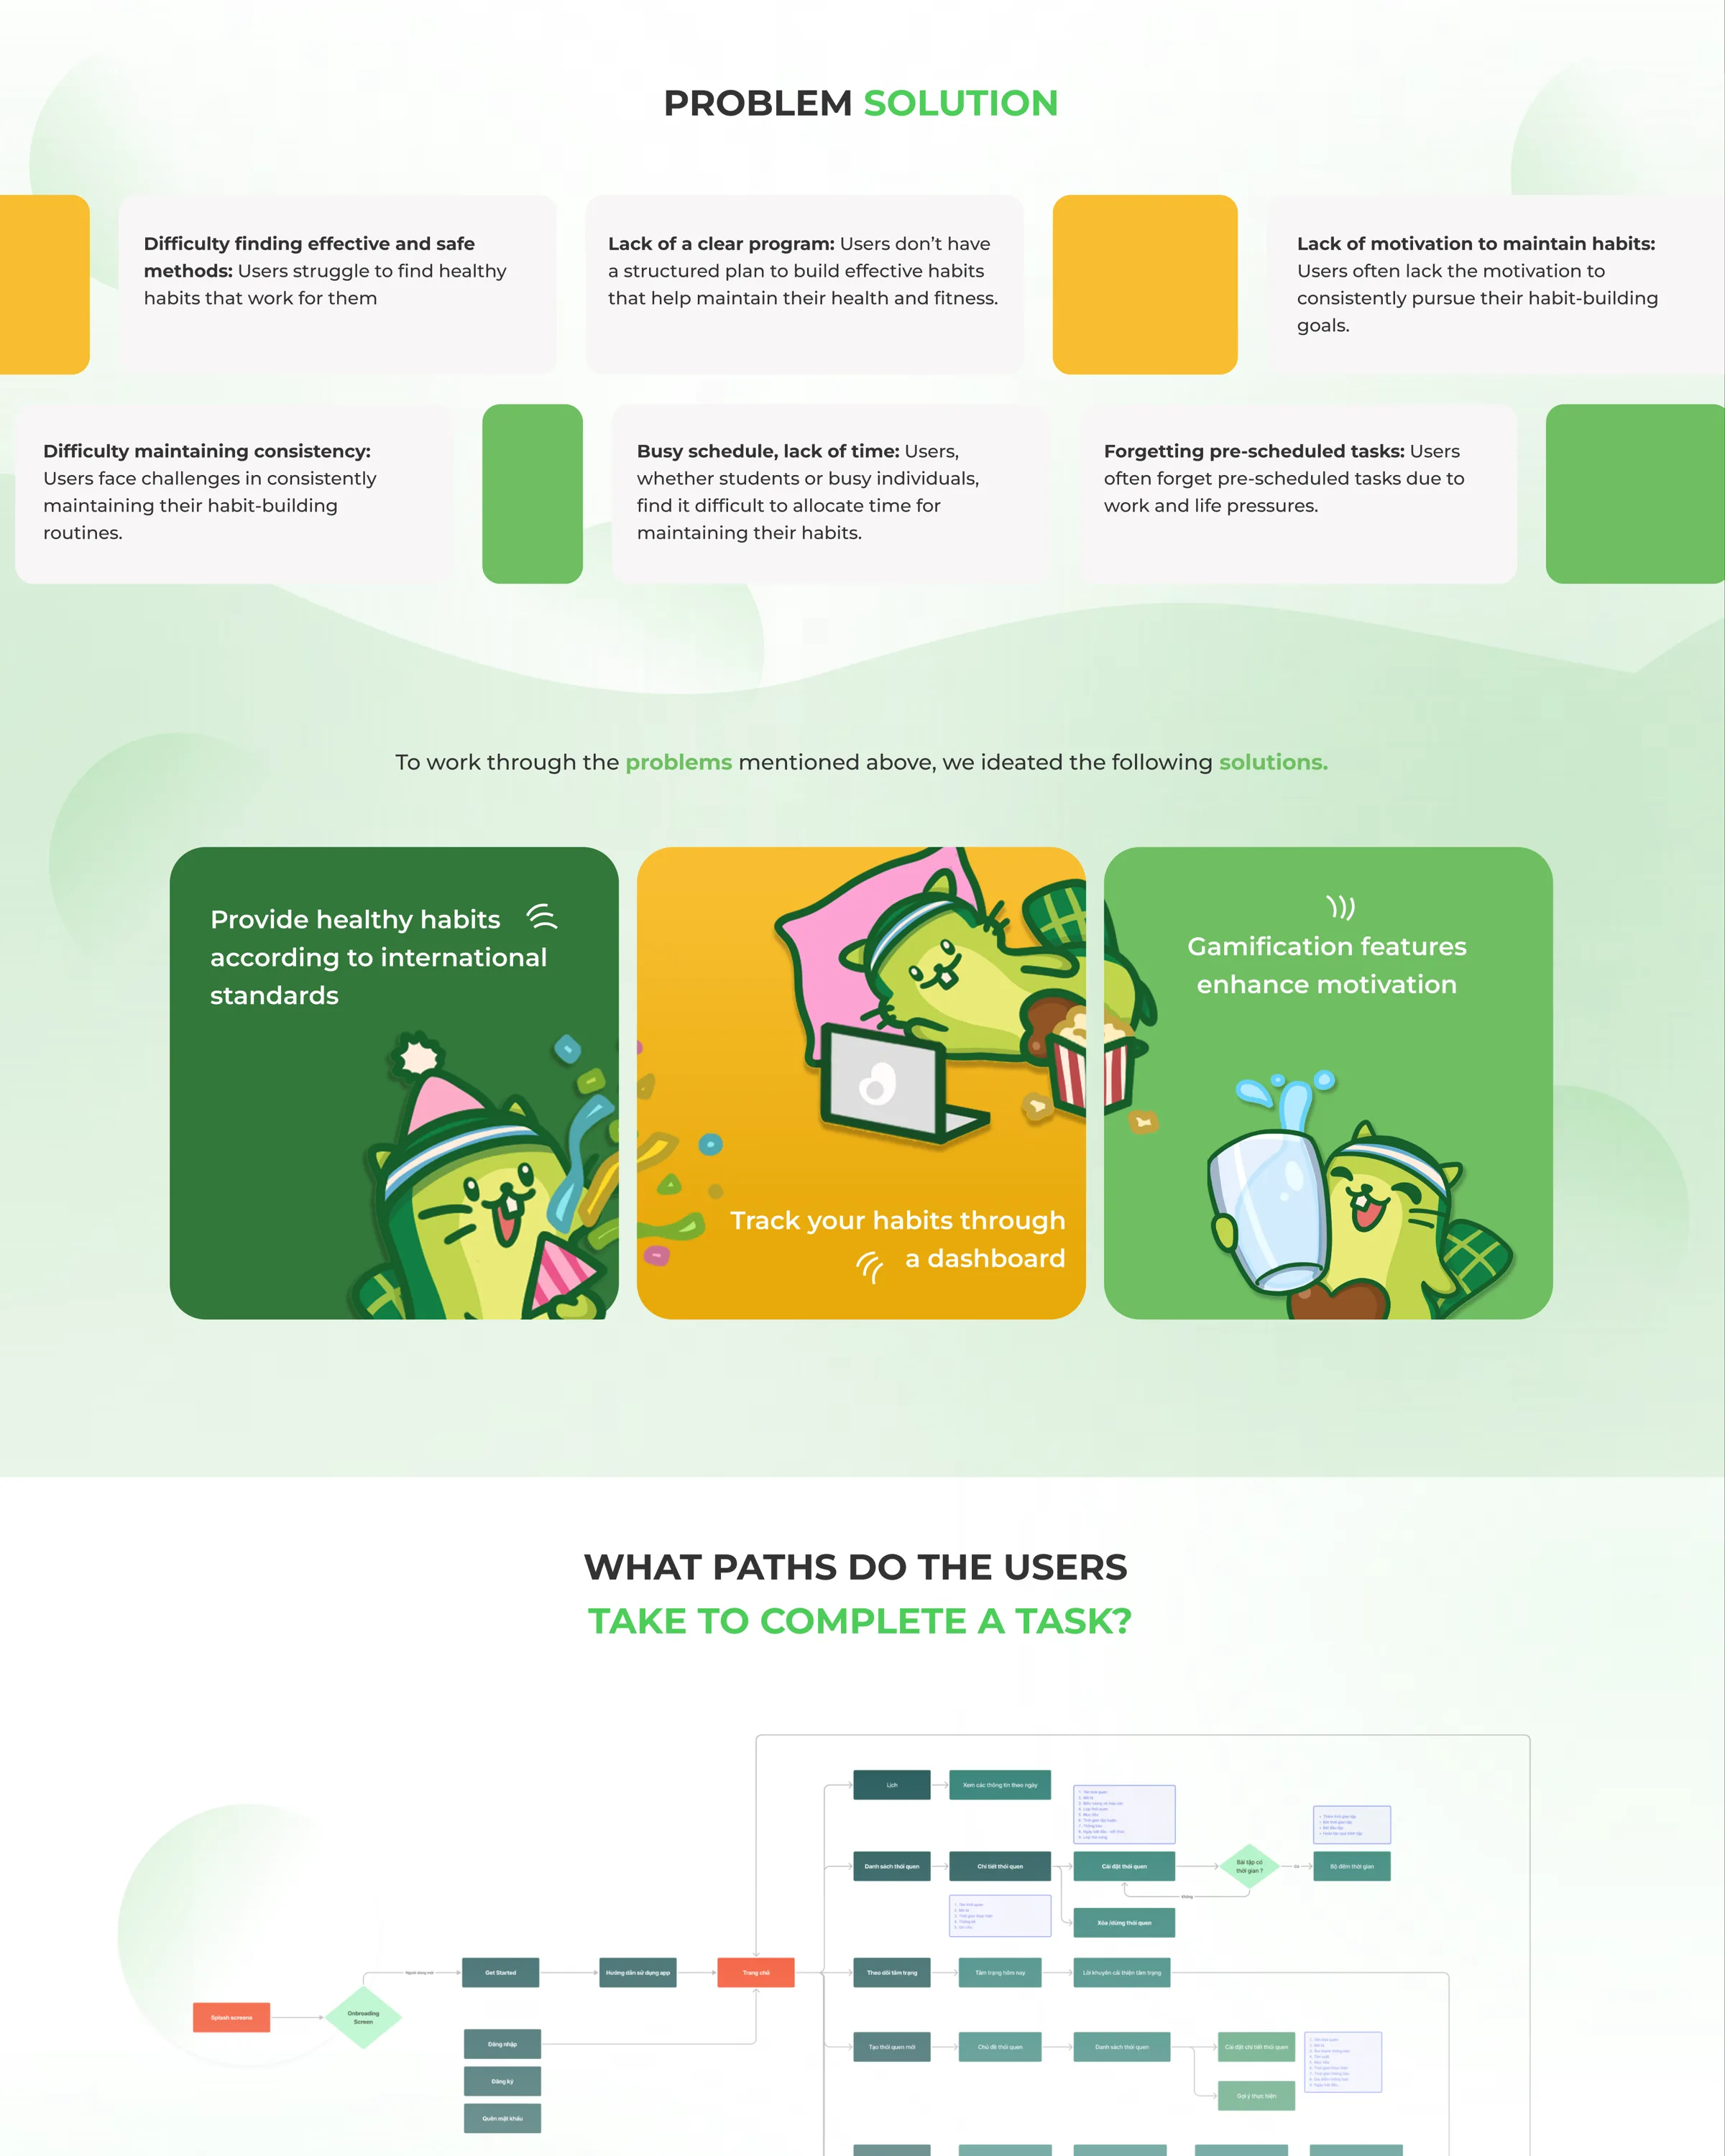 PROBLEM SOLUTION
Difficulty finding effective and safe
methods: Users struggle to find healthy
habits that work for them
Lack of a clear program: Users don’t have
a structured plan to build effective habits
that help maintain their health and fitness.
Lack of motivation to maintain habits:
Users often lack the motivation to
consistently pursue their habit-building
goals.
Difficulty maintaining consistency:
Users face challenges in consistently
maintaining their habit-building
routines.
Busy schedule, lack of time: Users,
whether students or busy individuals,
find it difficult to allocate time for
maintaining their habits.
Forgetting pre-scheduled tasks: Users
often forget pre-scheduled tasks due to
work and life pressures.
To work through the problems mentioned above, we ideated the following solutions.
Provide healthy habits
according to international
standards
Track your habits through
a dashboard
Gamification features
enhance motivation
WHAT PATHS DO THE USERS
TAKE TO COMPLETE A TASK?
Lịch
Xem các thông tin theo ngày
Danh sách thói quen
Chi tiết thói quen
Cài đặt thói quen
Bài tập có
thời gian ?
Có
Bộ đếm thời gian
Không
Xóa /dừng thói quen
Người dùng mới
Get Started
Hướng dẫn sử dụng app
Trang chủ
Theo dõi tâm trạng
Tâm trạng hôm nay
Lời khuyên cải thiện tâm trạng
Splash screens
Onbroading
Screen
Đăng nhập
Đăng ký
Quên mật khẩu
Tạo thói quen mới
Chủ đề thói quen
Danh sách thói quen
Cài đặt chi tiết thói quen
Gợi ý thực hiện